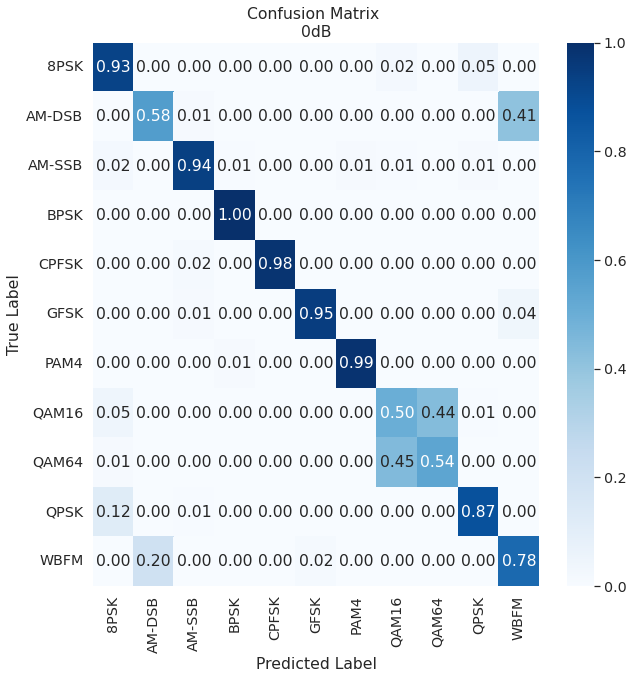 Confusion Matrix
0dB
True Label
8PSK 0.93 0.00 0.00 0.00 0.00 0.00 0.00 0.02 0.00 0.05 0.00
AM-DSB 0.00 0.58 0.01 0.00 0.00 0.00 0.00 0.00 0.00 0.00 0.41
AM-SSB 0.02 0.00 0.94 0.01 0.00 0.00 0.01 0.01 0.00 0.01 0.00
BPSK 0.00 0.00 0.00 1.00 0.00 0.00 0.00 0.00 0.00 0.00 0.00
CPFSK 0.00 0.00 0.02 0.00 0.98 0.00 0.00 0.00 0.00 0.00 0.00
GFSK 0.00 0.00 0.01 0.00 0.00 0.95 0.00 0.00 0.00 0.00 0.04
PAM4 0.00 0.00 0.00 0.01 0.00 0.00 0.99 0.00 0.00 0.00 0.00
QAM16 0.05 0.00 0.00 0.00 0.00 0.00 0.00 0.50 0.44 0.01 0.00
QAM64 0.01 0.00 0.00 0.00 0.00 0.00 0.00 0.45 0.54 0.00 0.00
QPSK 0.12 0.00 0.01 0.00 0.00 0.00 0.00 0.00 0.00 0.87 0.00
WBFM 0.00 0.20 0.00 0.00 0.00 0.02 0.00 0.00 0.00 0.00 0.78
8PSK AM-DSB AM-SSB BPSK CPFSK GFSK PAM4 QAM16 QAM64 QPSK WBFM
Predicted Label
1.0
0.8
0.6
0.4
0.2
0.0